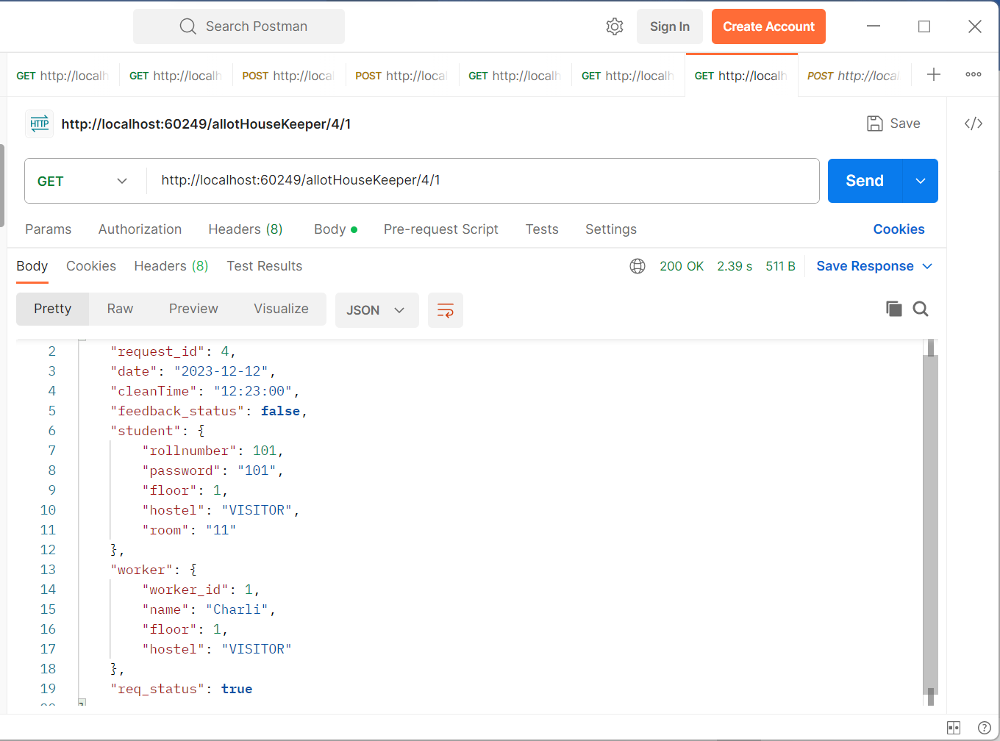 Search Postman
Sign In
Create Account
GET http://localh
GET http://localh
POST http://loca
POST http://loca
GET http://localh
GET http://localh
GET http://localh
POST http://loca
HTTP
http://localhost:60249/allotHouseKeeper/4/1
Save
GET
http://localhost:60249/allotHouseKeeper/4/1
Send
Params
Authorization
Headers (8)
Body
Pre-request Script
Tests
Settings
Cookies
Body
Cookies
Headers (8)
Test Results
200 OK
2.39 s
511 B
Save Response
Pretty
Raw
Preview
Visualize
JSON
2 "request_id": 4,
3 "date": "2023-12-12",
4 "cleanTime": "12:23:00",
5 "feedback_status": false,
6 "student": {
7 "rollnumber": 101,
8 "password": "101",
9 "floor": 1,
10 "hostel": "VISITOR",
11 "room": "11"
12 },
13 "worker": {
14 "worker_id": 1,
15 "name": "Charli",
16 "floor": 1,
17 "hostel": "VISITOR"
18 },
19 "req_status": true